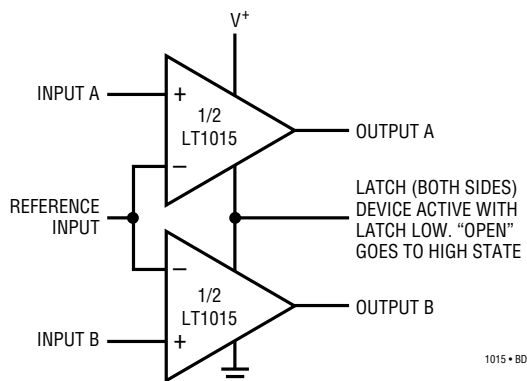 V+
INPUT A
+
1/2
LT1015
OUTPUT A
−
REFERENCE
INPUT
LATCH (BOTH SIDES)
DEVICE ACTIVE WITH
LATCH LOW. “OPEN”
GOES TO HIGH STATE
−
1/2
LT1015
OUTPUT B
INPUT B
+
1015 • BD